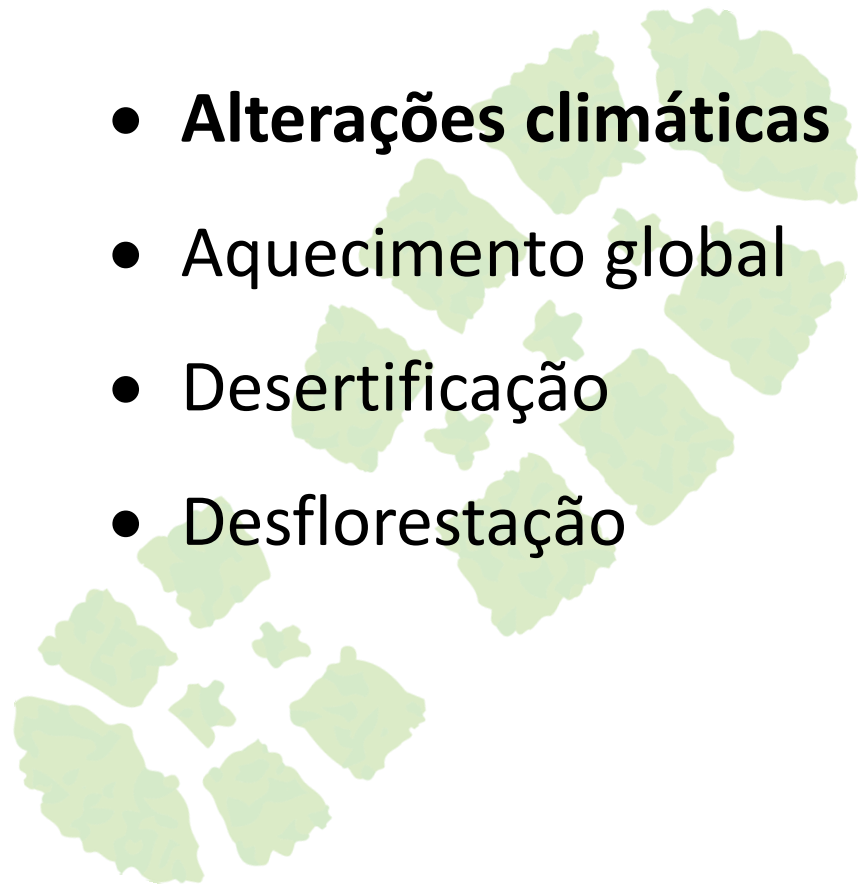 • Alterações climáticas
• Aquecimento global
• Desertificação
• Desflorestação